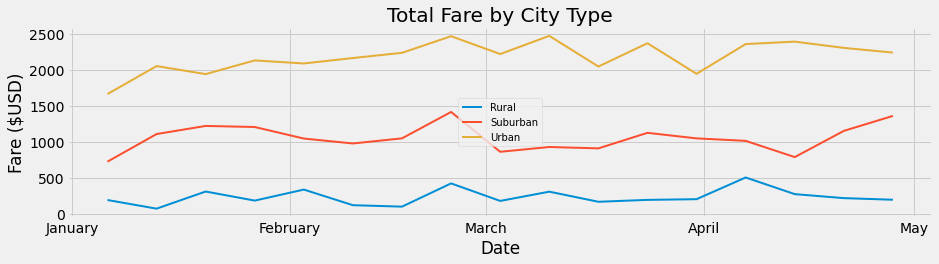 Total Fare by City Type
Fare ($USD)
2500
2000
1500
1000
500
0
Rural
Suburban
Urban
January February March April May
Date